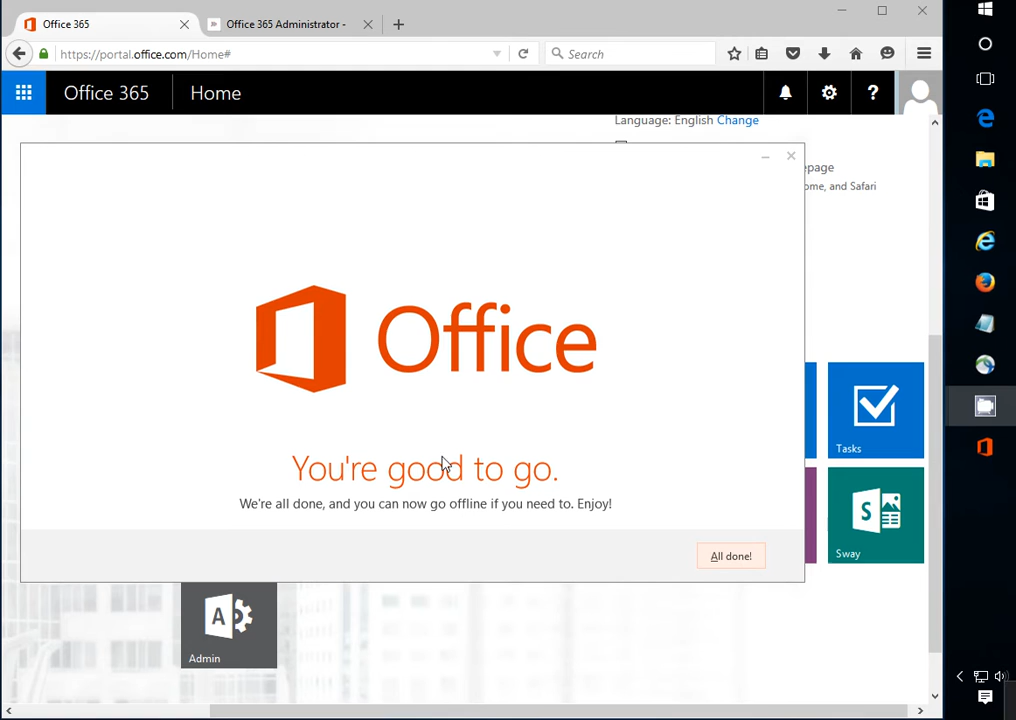 Office 365
Office 365 Administrator -
https://portal.office.com/Home#
Search
Office 365
Home
?
Language: English Change
epage
ome, and Safari
Office
You're good to go.
We're all done, and you can now go offline if you need to. Enjoy!
All done!
Tasks
Sway
Admin